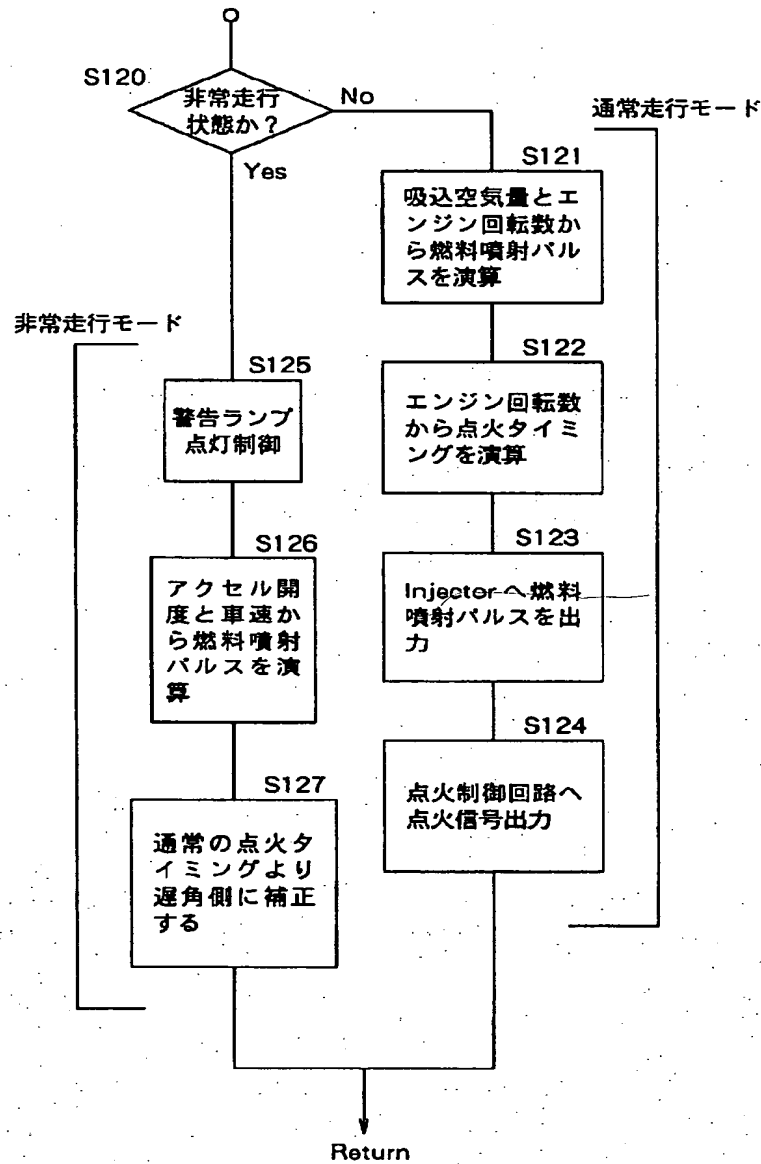 S120
非常走行
状態か？
No
Yes
通常走行モード
S121
吸込空気量とエ
ンジン回転数か
ら燃料噴射パル
スを演算
S122
エンジン回転数
から点火タイミ
ングを演算
S123
Injectorへ燃料
噴射パルスを出
力
S124
点火制御回路へ
点火信号出力
非常走行モード
S125
警告ランプ
点灯制御
S126
アクセル開
度と車速か
ら燃料噴射
パルスを演
算
S127
通常の点火タ
イミングより
遅角側に補正
する
Return